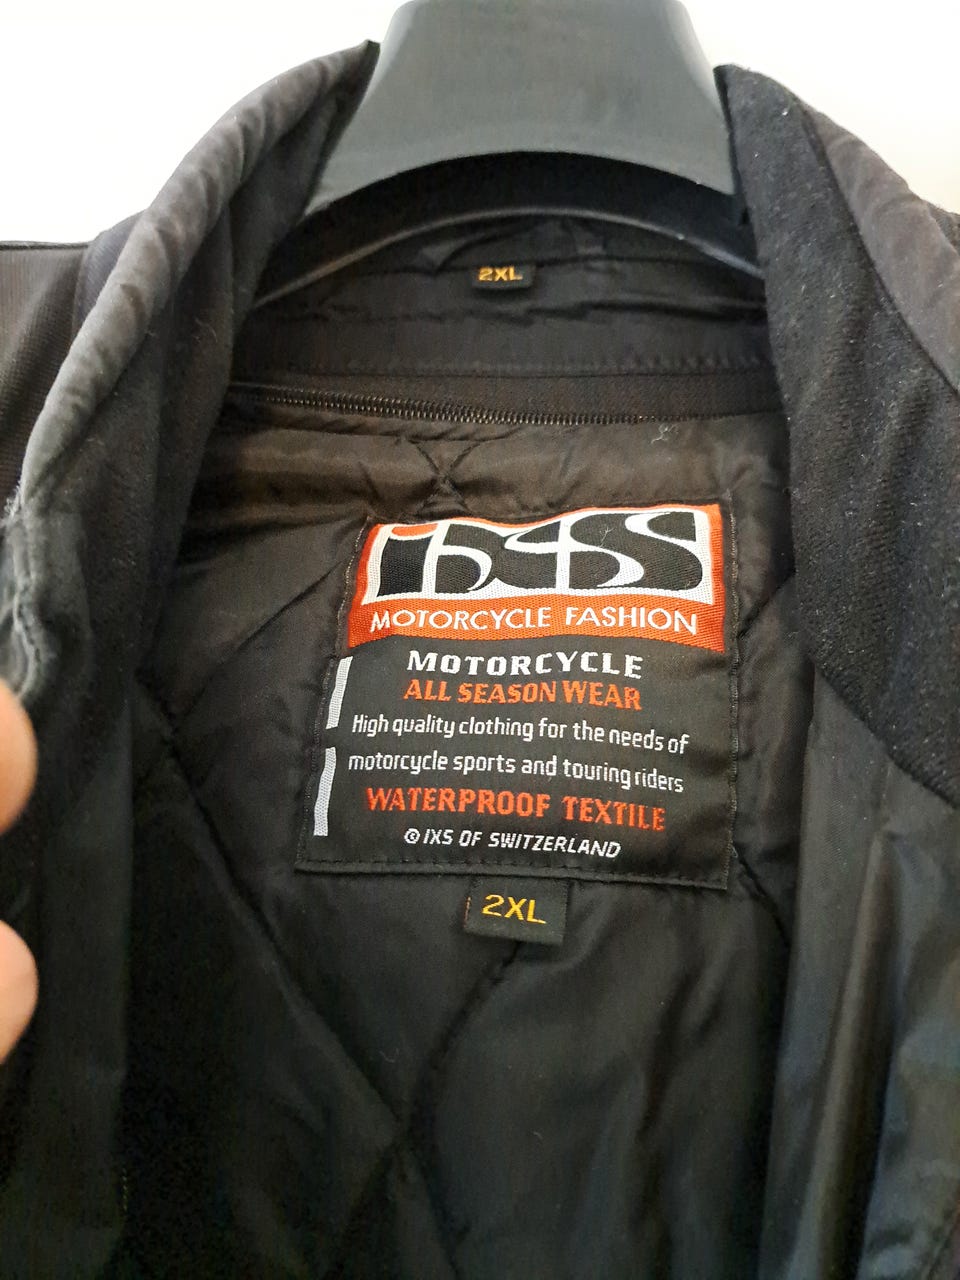 2XL
iXS
MOTORCYCLE FASHION
MOTORCYCLE
ALL SEASON WEAR
High quality clothing for the needs of
motorcycle sports and touring riders
WATERPROOF TEXTILE
© IXS OF SWITZERLAND
2XL